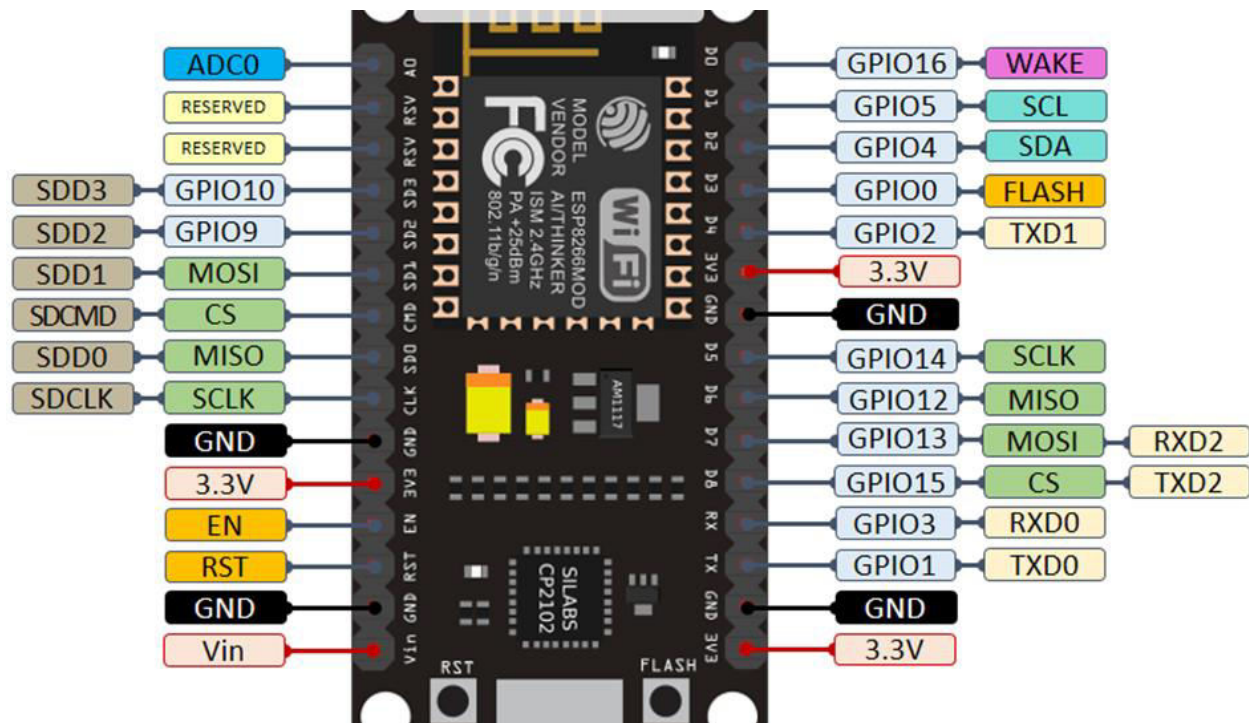 ADC0 A0 D0 GPIO16 WAKE
RESERVED RSV D1 GPIO5 SCL
RESERVED RSV D2 GPIO4 SDA
SDD3 GPIO10 SD3 D3 GPIO0 FLASH
SDD2 GPIO9 SD2 D4 GPIO2 TXD1
SDD1 MOSI SD1 3V3 3.3V
SDCMD CS CMD GND GND
SDD0 MISO SD0 D5 GPIO14 SCLK
SDCLK SCLK CLK D6 GPIO12 MISO
GND GND D7 GPIO13 MOSI RXD2
3.3V 3V3 D8 GPIO15 CS TXD2
EN EN RX GPIO3 RXD0
RST RST TX GPIO1 TXD0
GND GND GND GND
Vin Vin 3V3 3.3V
MODEL ESP8266MOD
VENDOR AI/THINKER
ISM 2.4GHz
PA +25dBm
802.11b/g/n
FC
WiFi
AM1117
SILABS
CP2102
RST
FLASH